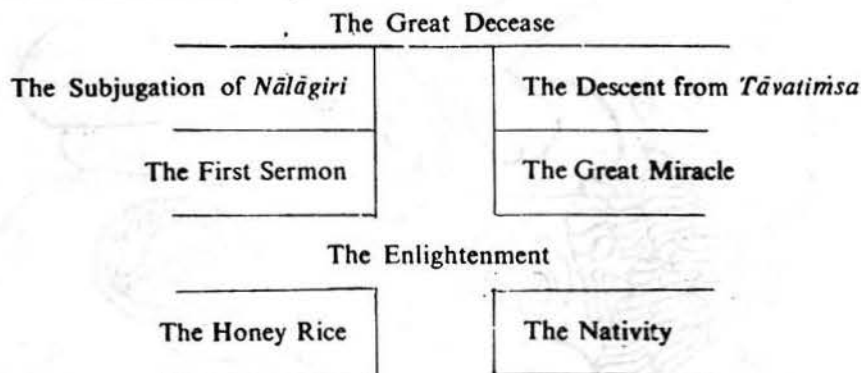 The Great Decease
The Subjugation of Nālāgiri The Descent from Tāvatiṁsa
The First Sermon The Great Miracle
The Enlightenment
The Honey Rice The Nativity